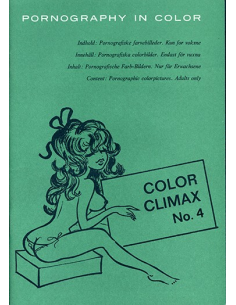 PORNOGRAPHY IN COLOR
Indhold: Pornografiske farvebilleder. Kun for voksne
Innehåll: Pornografiska colorbilder. Endast för vuxna
Inhalt: Pornografische Farb-Bildern. Nur für Erwachsene
Content: Pornographic colorpictures. Adults only
COLOR
CLIMAX
No. 4